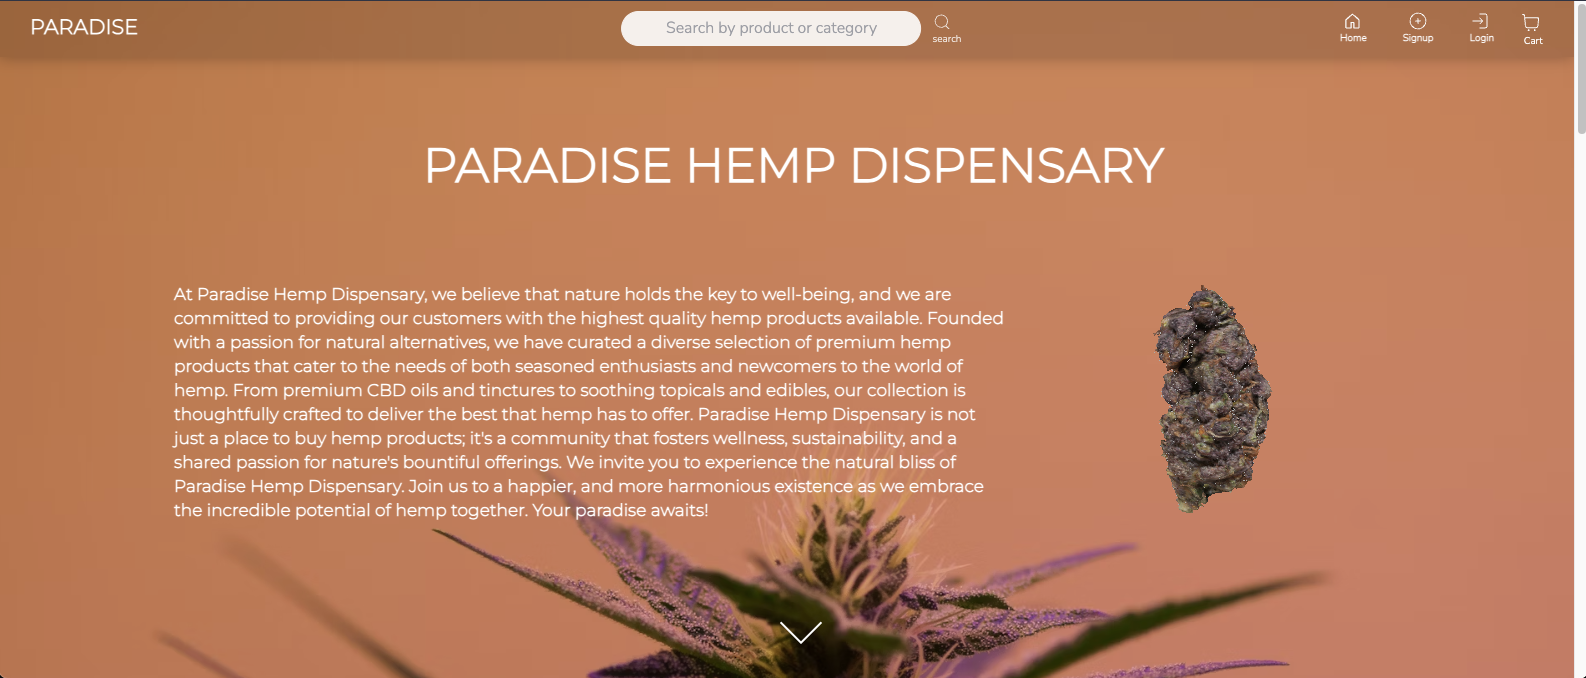 PARADISE
Search by product or category
search
Home
Signup
Login
Cart
PARADISE HEMP DISPENSARY
At Paradise Hemp Dispensary, we believe that nature holds the key to well-being, and we are
committed to providing our customers with the highest quality hemp products available. Founded
with a passion for natural alternatives, we have curated a diverse selection of premium hemp
products that cater to the needs of both seasoned enthusiasts and newcomers to the world of
hemp. From premium CBD oils and tinctures to soothing topicals and edibles, our collection is
thoughtfully crafted to deliver the best that hemp has to offer. Paradise Hemp Dispensary is not
just a place to buy hemp products; it's a community that fosters wellness, sustainability, and a
shared passion for nature's bountiful offerings. We invite you to experience the natural bliss of
Paradise Hemp Dispensary. Join us to a happier, and more harmonious existence as we embrace
the incredible potential of hemp together. Your paradise awaits!